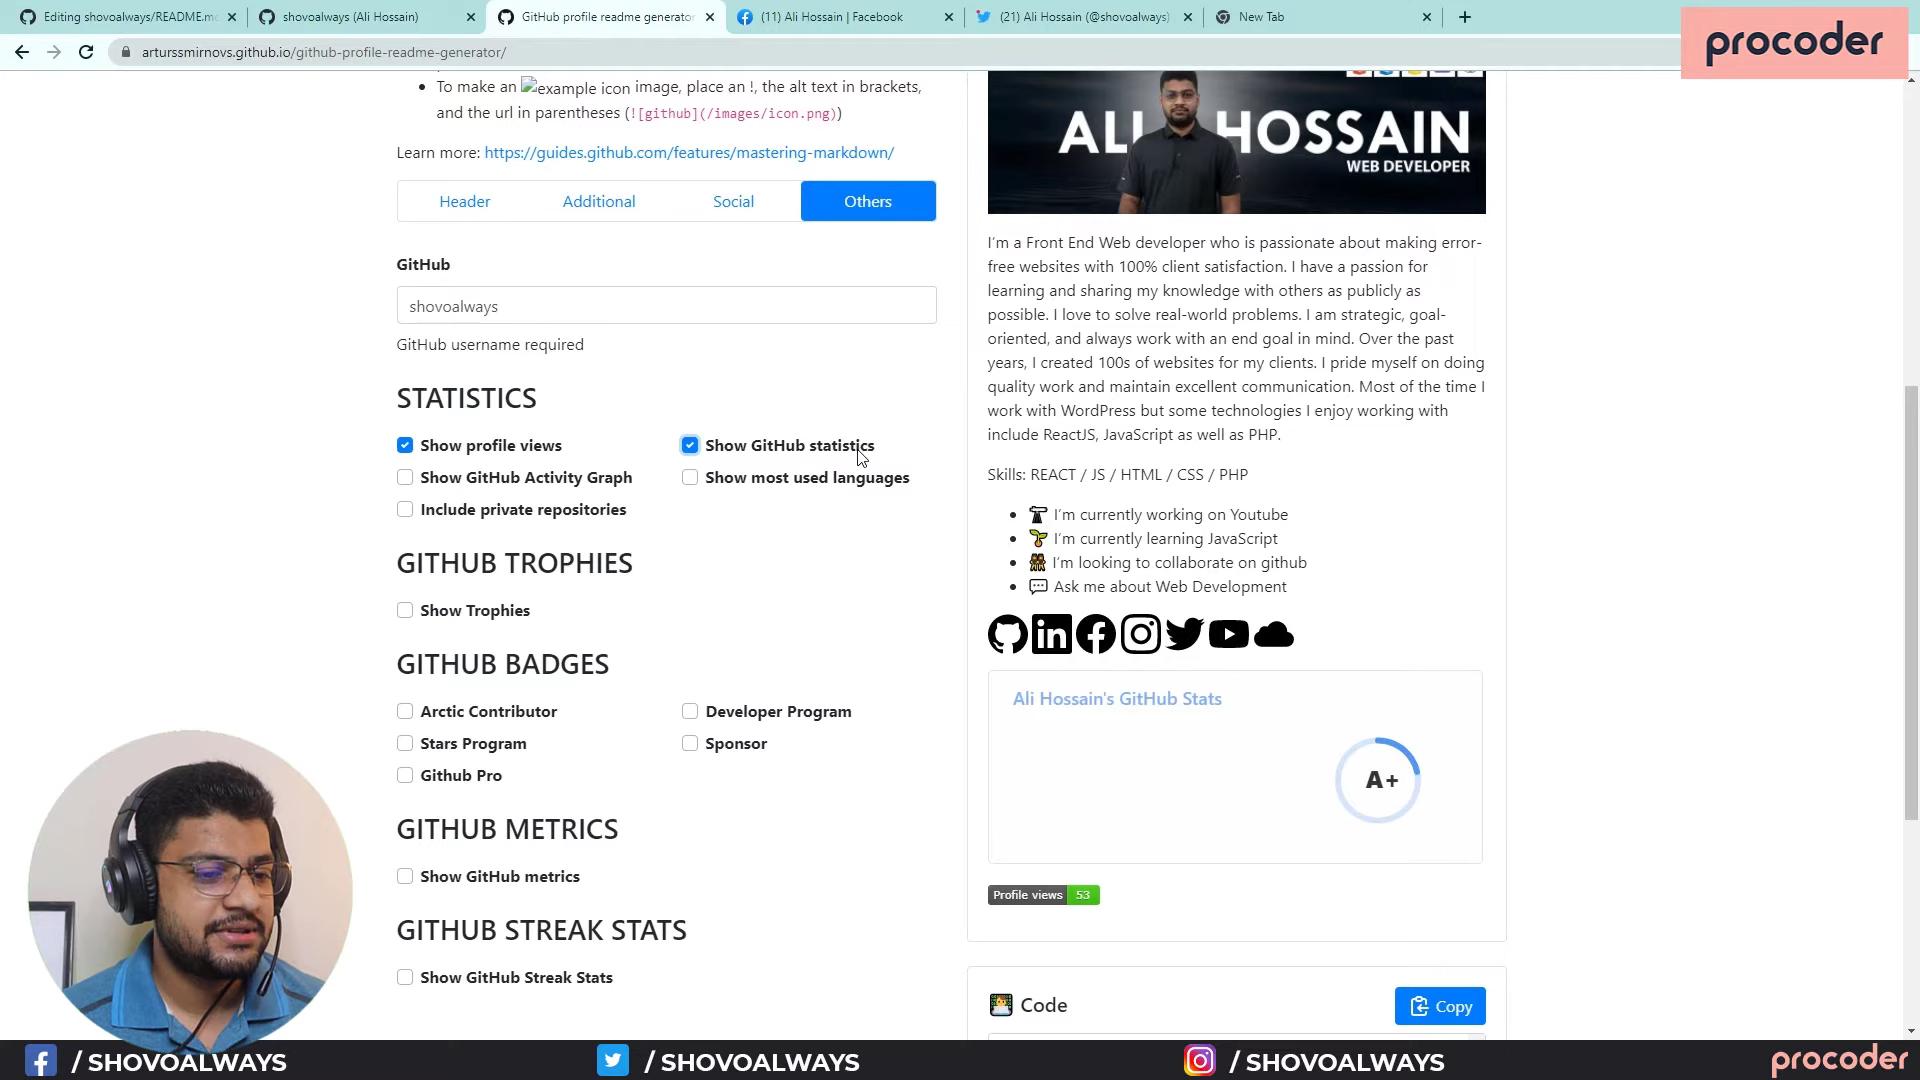 Editing shovoalways/README.m
shovoalways (Ali Hossain)
GitHub profile readme generator
(11) Ali Hossain | Facebook
(21) Ali Hossain (@shovoalways)
New Tab
arturssmirnovs.github.io/github-profile-readme-generator/
procoder
To make an example icon image, place an !, the alt text in brackets,
and the url in parentheses (![github](/images/icon.png))
Learn more: https://guides.github.com/features/mastering-markdown/
Header Additional Social Others
GitHub
shovoalways
GitHub username required
STATISTICS
Show profile views Show GitHub statistics
Show GitHub Activity Graph Show most used languages
Include private repositories
GITHUB TROPHIES
Show Trophies
GITHUB BADGES
Arctic Contributor Developer Program
Stars Program Sponsor
Github Pro
GITHUB METRICS
Show GitHub metrics
GITHUB STREAK STATS
Show GitHub Streak Stats
ALI HOSSAIN
WEB DEVELOPER
I'm a Front End Web developer who is passionate about making error-
free websites with 100% client satisfaction. I have a passion for
learning and sharing my knowledge with others as publicly as
possible. I love to solve real-world problems. I am strategic, goal-
oriented, and always work with an end goal in mind. Over the past
years, I created 100s of websites for my clients. I pride myself on doing
quality work and maintain excellent communication. Most of the time I
work with WordPress but some technologies I enjoy working with
include ReactJS, JavaScript as well as PHP.
Skills: REACT / JS / HTML / CSS / PHP
I'm currently working on Youtube
I'm currently learning JavaScript
I'm looking to collaborate on github
Ask me about Web Development
in
Ali Hossain's GitHub Stats
A+
Profile views 53
Code
Copy
/ SHOVOALWAYS
/ SHOVOALWAYS
/ SHOVOALWAYS
procoder